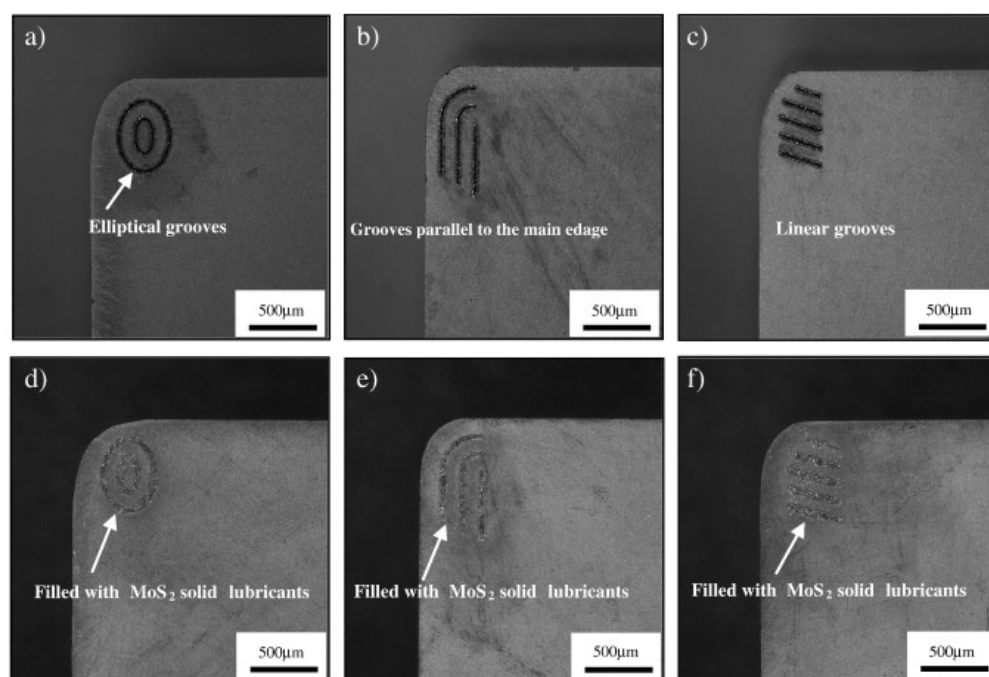 a)
Elliptical grooves
500μm
b)
Grooves parallel to the main edage
500μm
c)
Linear grooves
500μm
d)
Filled with MoS₂ solid lubricants
500μm
e)
Filled with MoS₂ solid lubricants
500μm
f)
Filled with MoS₂ solid lubricants
500μm